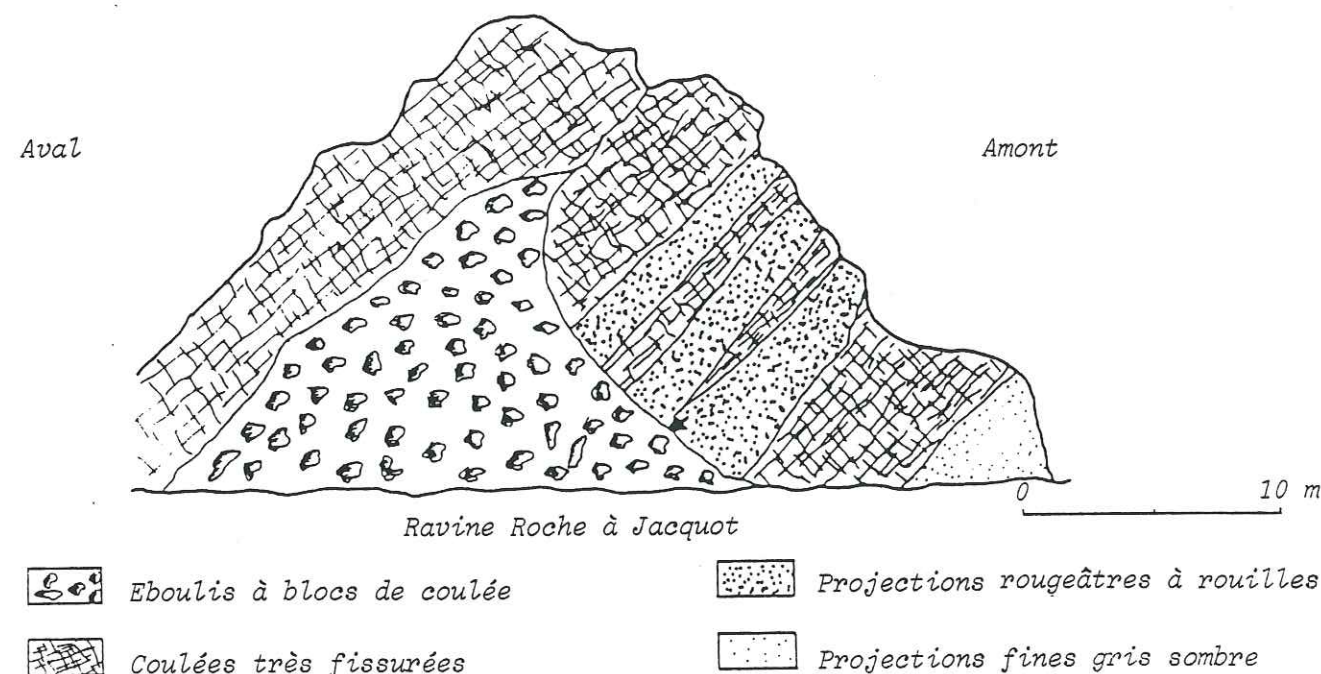 Aval
Amont
0 10 m
Ravine Roche à Jacquot
Eboulis à blocs de coulée
Projections rougeâtres à rouilles
Coulées très fissurées
Projections fines gris sombre